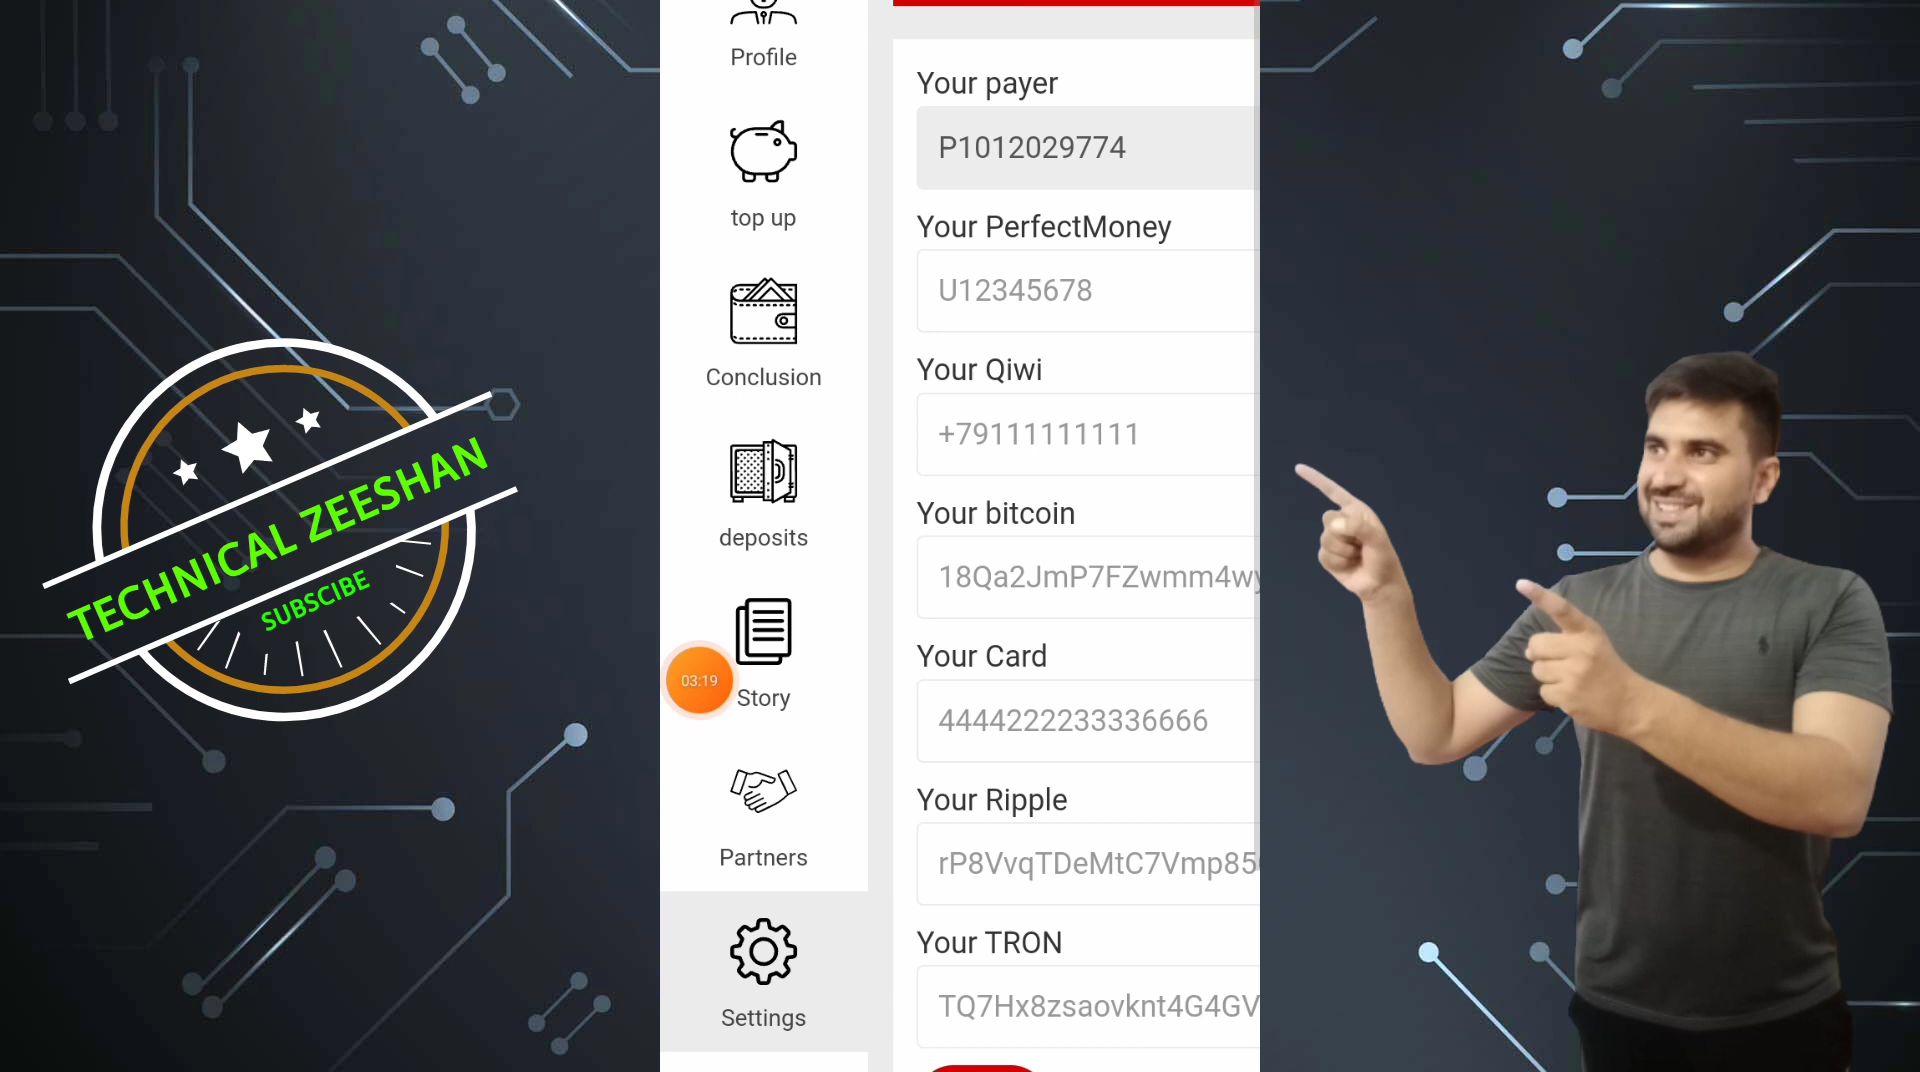 TECHNICAL ZEESHAN
SUBSCIBE
Profile
top up
Conclusion
deposits
03:19
Story
Partners
Settings
Your payer
P1012029774
Your PerfectMoney
U12345678
Your Qiwi
+79111111111
Your bitcoin
18Qa2JmP7FZwmm4wy
Your Card
4444222233336666
Your Ripple
rP8VvqTDeMtC7Vmp85
Your TRON
TQ7Hx8zsaovknt4G4GV